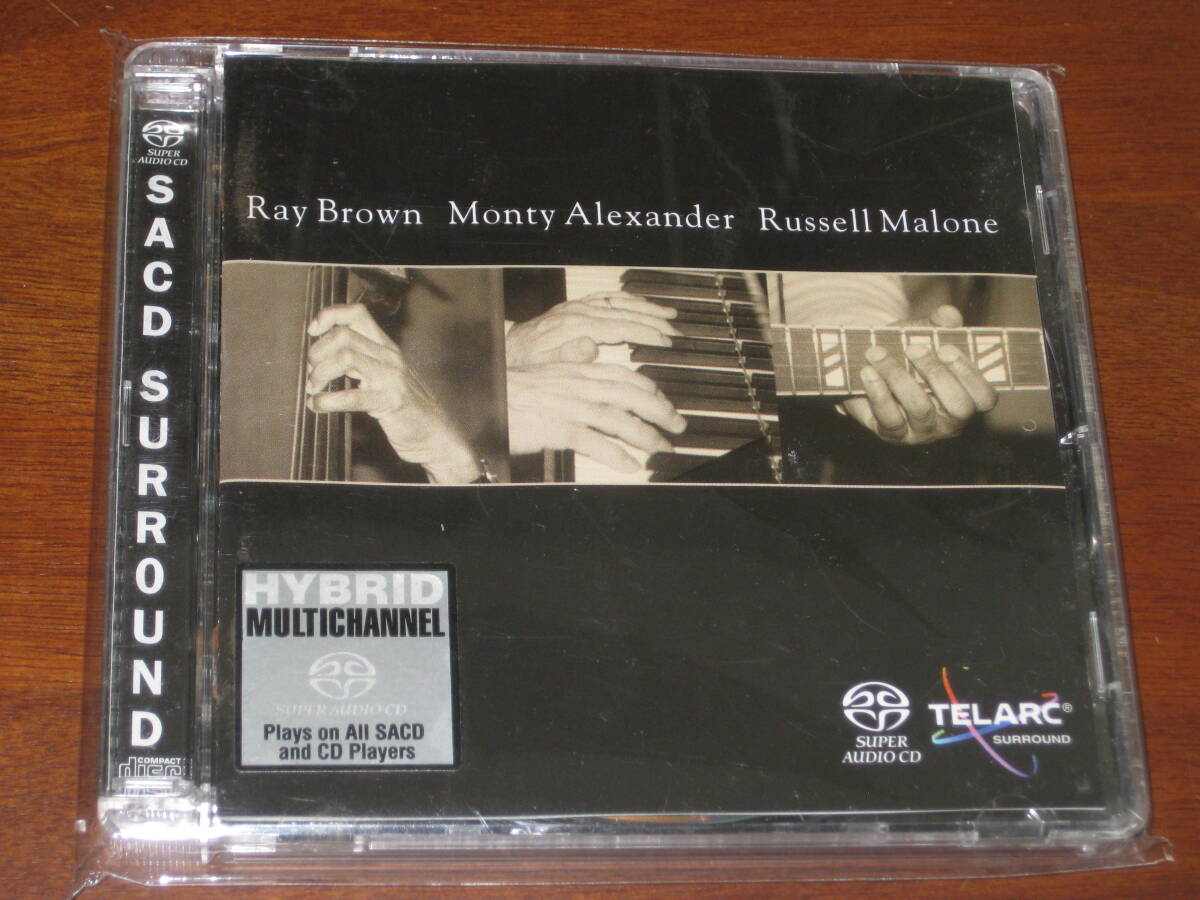 SUPER
AUDIO CD
SACD SURROUND
COMPACT
disc
Ray Brown Monty Alexander Russell Malone
HYBRID
MULTICHANNEL
SUPER AUDIO CD
Plays on All SACD
and CD Players
SUPER
AUDIO CD
TELARC®
SURROUND